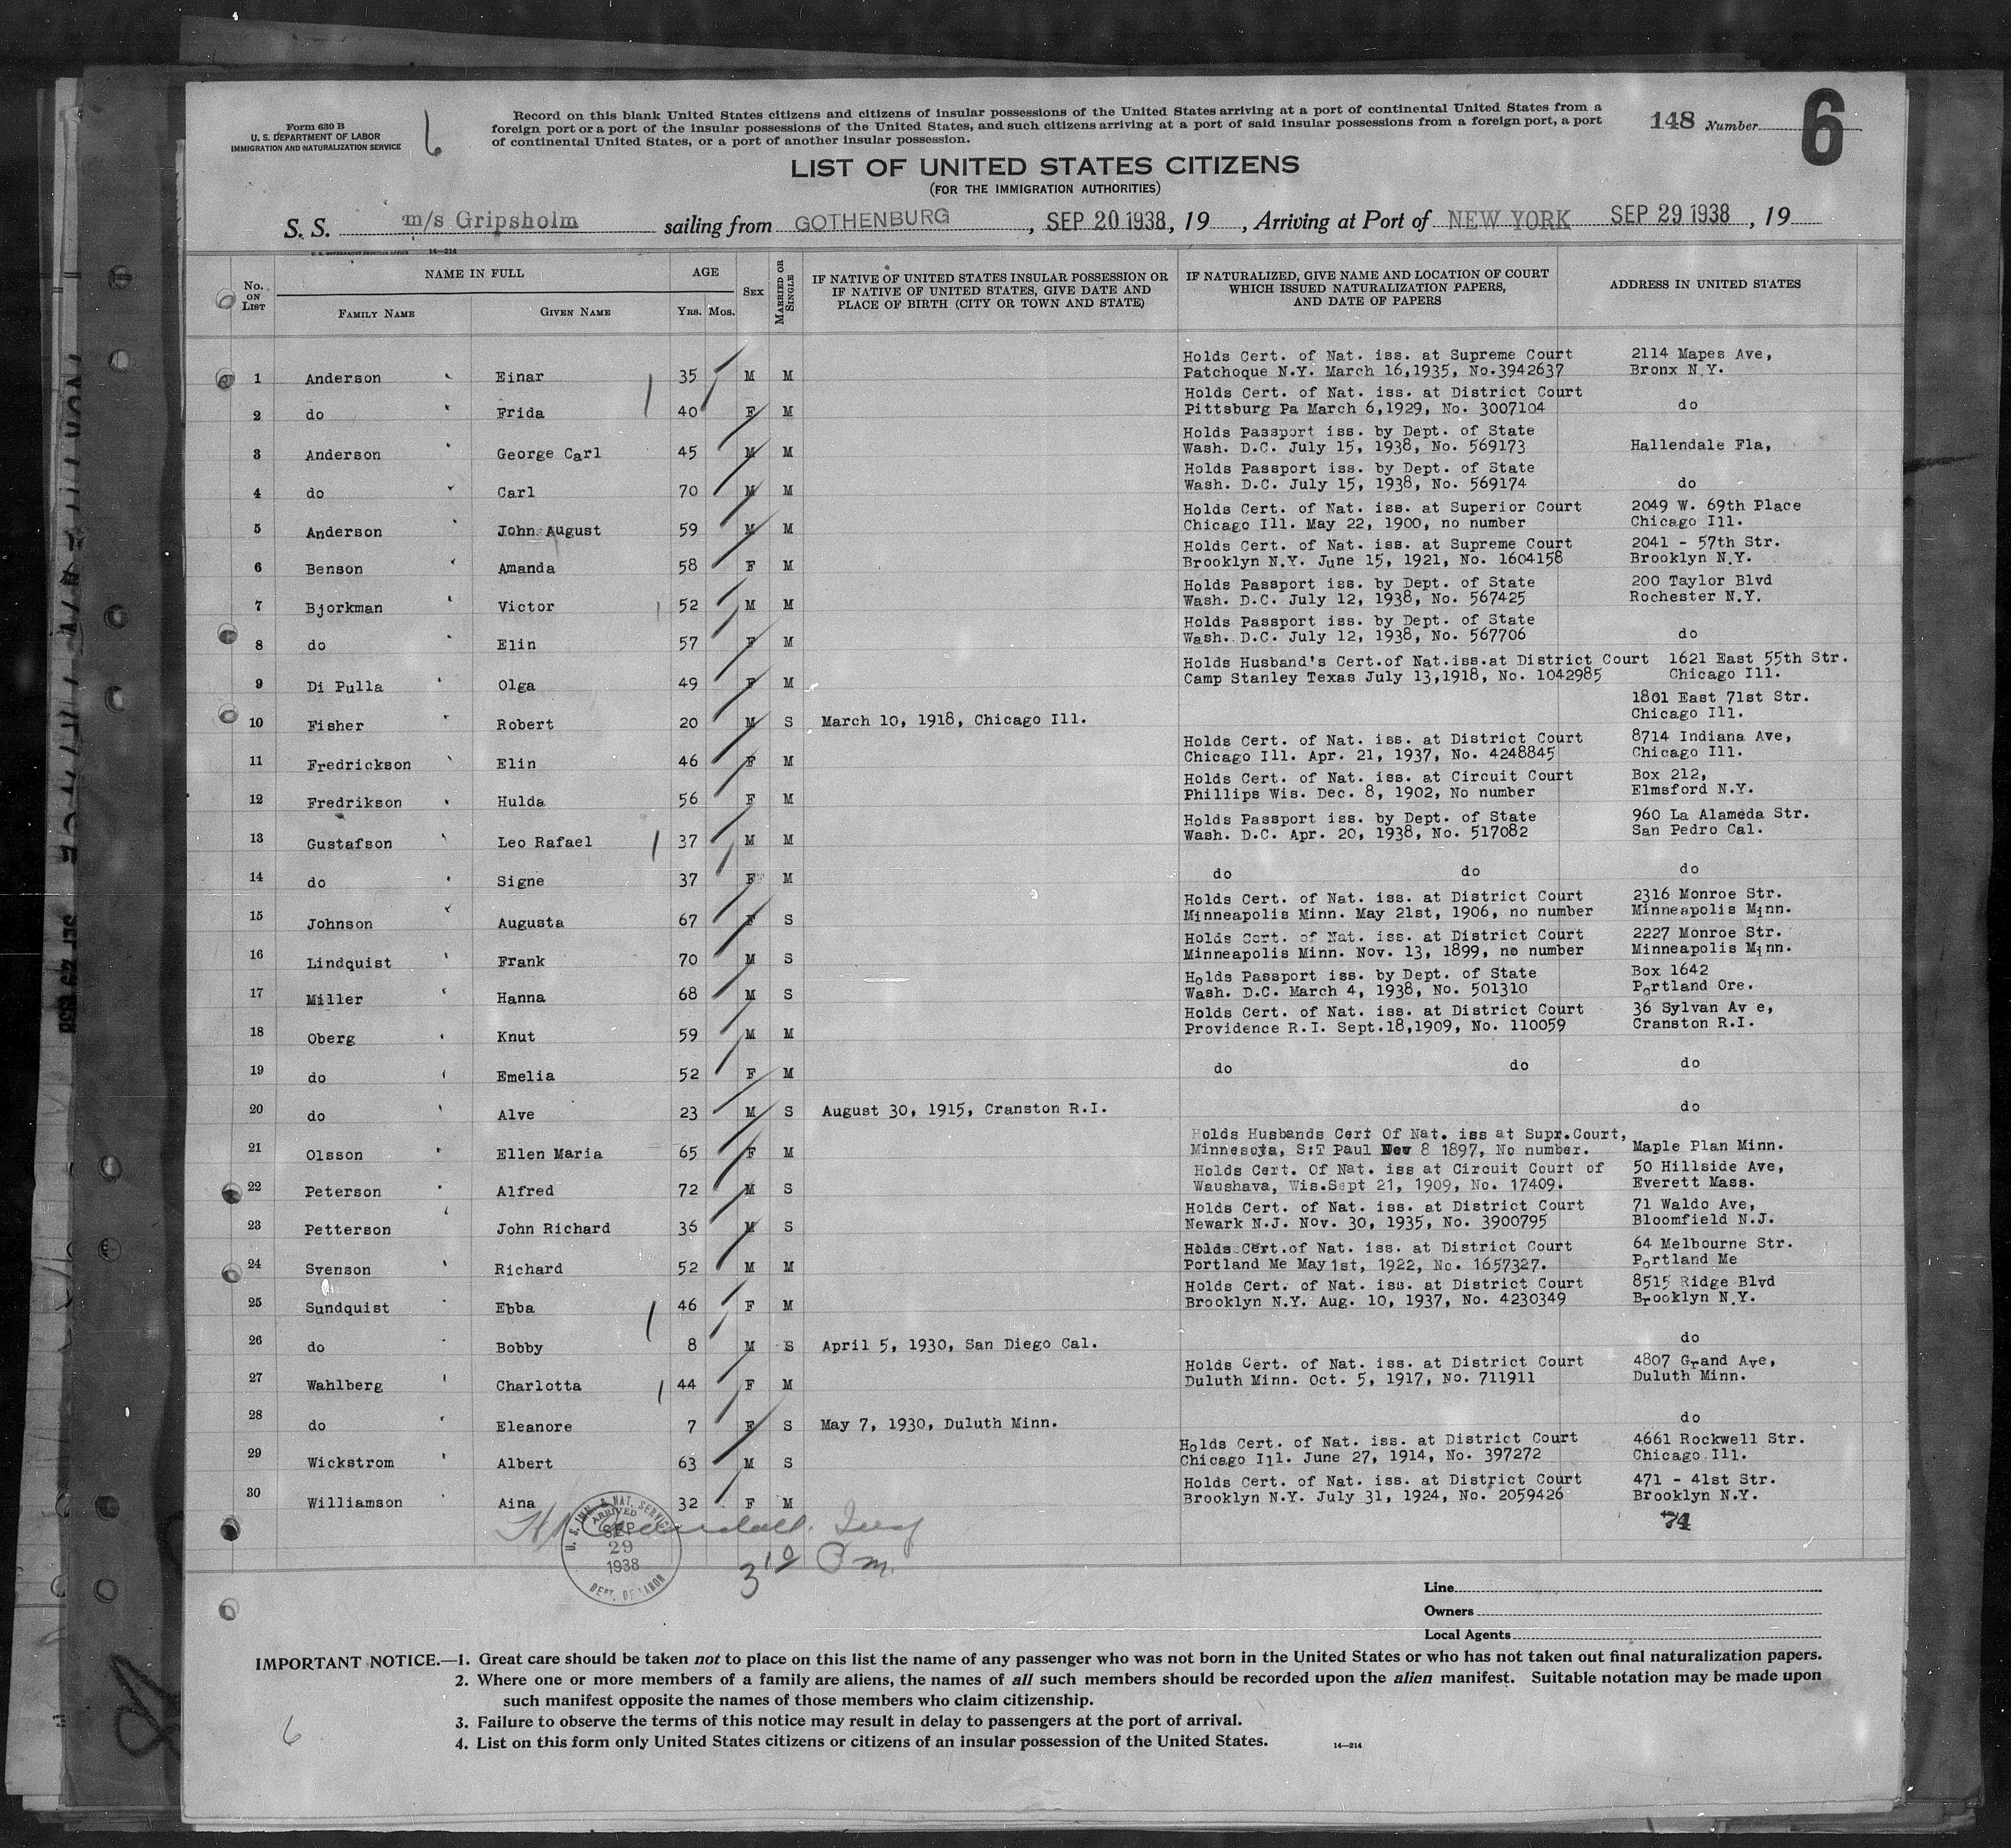 Form 630 B
U. S. DEPARTMENT OF LABOR
IMMIGRATION AND NATURALIZATION SERVICE
6
Record on this blank United States citizens and citizens of insular possessions of the United States arriving at a port of continental United States from a
foreign port or a port of the insular possessions of the United States, and such citizens arriving at a port of said insular possessions from a foreign port, a port
of continental United States, or a port of another insular possession.
148 Number 6
LIST OF UNITED STATES CITIZENS
(FOR THE IMMIGRATION AUTHORITIES)
S. S. m/s Gripsholm sailing from GOTHENBURG, SEP 20 1938, 19 , Arriving at Port of NEW YORK SEP 29 1938, 19
U. S. GOVERNMENT PRINTING OFFICE 14—214
No. ON LIST
NAME IN FULL
FAMILY NAME GIVEN NAME
AGE
YRS. MOS.
SEX
MARRIED OR SINGLE
IF NATIVE OF UNITED STATES INSULAR POSSESSION OR
IF NATIVE OF UNITED STATES, GIVE DATE AND
PLACE OF BIRTH (CITY OR TOWN AND STATE)
IF NATURALIZED, GIVE NAME AND LOCATION OF COURT
WHICH ISSUED NATURALIZATION PAPERS,
AND DATE OF PAPERS
ADDRESS IN UNITED STATES
Holds Cert. of Nat. iss. at Supreme Court 2114 Mapes Ave,
1 Anderson Einar 35 M M Patchoque N.Y. March 16,1935, No.3942637 Bronx N.Y.
Holds Cert. of Nat. iss. at District Court
2 do Frida 40 F M Pittsburg Pa March 6,1929, No. 3007104 do
Holds Passport iss. by Dept. of State
3 Anderson George Carl 45 M M Wash. D.C. July 15, 1938, No. 569173 Hallendale Fla,
Holds Passport iss. by Dept. of State
4 do Carl 70 M M Wash. D.C. July 15, 1938, No. 569174 do
Holds Cert. of Nat. iss. at Superior Court 2049 W. 69th Place
5 Anderson John August 59 M M Chicago Ill. May 22, 1900, no number Chicago Ill.
Holds Cert. of Nat. iss. at Supreme Court 2041 - 57th Str.
6 Benson Amanda 58 F M Brooklyn N.Y. June 15, 1921, No. 1604158 Brooklyn N.Y.
Holds Passport iss. by Dept. of State 200 Taylor Blvd
7 Bjorkman Victor 52 M M Wash. D.C. July 12, 1938, No. 567425 Rochester N.Y.
Holds Passport iss. by Dept. of State
8 do Elin 57 F M Wash. D.C. July 12, 1938, No. 567706 do
Holds Husband's Cert.of Nat.iss.at District Court 1621 East 55th Str.
9 Di Pulla Olga 49 F M Camp Stanley Texas July 13,1918, No. 1042985 Chicago Ill.
1801 East 71st Str.
10 Fisher Robert 20 M S March 10, 1918, Chicago Ill. Chicago Ill.
Holds Cert. of Nat. iss. at District Court 8714 Indiana Ave,
11 Fredrickson Elin 46 F M Chicago Ill. Apr. 21, 1937, No. 4248845 Chicago Ill.
Holds Cert. of Nat. iss. at Circuit Court Box 212,
12 Fredrikson Hulda 56 F M Phillips Wis. Dec. 8, 1902, No number Elmsford N.Y.
Holds Passport iss. by Dept. of State 960 La Alameda Str.
13 Gustafson Leo Rafael 37 M M Wash. D.C. Apr. 20, 1938, No. 517082 San Pedro Cal.
14 do Signe 37 F M do do do
Holds Cert. of Nat. iss. at District Court 2316 Monroe Str.
15 Johnson Augusta 67 F S Minneapolis Minn. May 21st, 1906, no number Minneapolis Minn.
Holds Cert. of Nat. iss. at District Court 2227 Monroe Str.
16 Lindquist Frank 70 M S Minneapolis Minn. Nov. 13, 1899, no number Minneapolis Minn.
Holds Passport iss. by Dept. of State Box 1642
17 Miller Hanna 68 M S Wash. D.C. March 4, 1938, No. 501310 Portland Ore.
Holds Cert. of Nat. iss. at District Court 36 Sylvan Av e,
18 Oberg Knut 59 M M Providence R.I. Sept.18,1909, No. 110059 Cranston R.I.
19 do Emelia 52 F M do do do
20 do Alve 23 M S August 30, 1915, Cranston R.I. do
Holds Husbands Cert Of Nat. iss at Supr.Court,
21 Olsson Ellen Maria 65 F M Minnesota, S:T Paul Nov 8 1897, No number. Maple Plan Minn.
Holds Cert. Of Nat. iss at Circuit Court of 50 Hillside Ave,
22 Peterson Alfred 72 M S Waushava, Wis.Sept 21, 1909, No. 17409. Everett Mass.
Holds Cert. of Nat. iss. at District Court 71 Waldo Ave,
23 Petterson John Richard 36 M S Newark N.J. Nov. 30, 1935, No. 3900795 Bloomfield N.J.
Holds Cert.of Nat. iss. at District Court 64 Melbourne Str.
24 Svenson Richard 52 M M Portland Me May 1st, 1922, No. 1657327. Portland Me
Holds Cert. of Nat. iss. at District Court 8515 Ridge Blvd
25 Sundquist Ebba 46 F M Brooklyn N.Y. Aug. 10, 1937, No. 4230349 Brooklyn N.Y.
26 do Bobby 8 M S April 5, 1930, San Diego Cal. do
Holds Cert. of Nat. iss. at District Court 4807 Grand Ave,
27 Wahlberg Charlotta 44 F M Duluth Minn. Oct. 5, 1917, No. 711911 Duluth Minn.
28 do Eleanore 7 F S May 7, 1930, Duluth Minn. do
Holds Cert. of Nat. iss. at District Court 4661 Rockwell Str.
29 Wickstrom Albert 63 M S Chicago Ill. June 27, 1914, No. 397272 Chicago Ill.
Holds Cert. of Nat. iss. at District Court 471 - 41st Str.
30 Williamson Aina 32 F M Brooklyn N.Y. July 31, 1924, No. 2059426 Brooklyn N.Y.
U. S. IMM. & NAT. SERVICE
ARRIVED
SEP
29
1938
DEPT. OF LABOR
3 10 Pm
Line
Owners
Local Agents
IMPORTANT NOTICE.—1. Great care should be taken not to place on this list the name of any passenger who was not born in the United States or who has not taken out final naturalization papers.
2. Where one or more members of a family are aliens, the names of all such members should be recorded upon the alien manifest. Suitable notation may be made upon
such manifest opposite the names of those members who claim citizenship.
3. Failure to observe the terms of this notice may result in delay to passengers at the port of arrival.
4. List on this form only United States citizens or citizens of an insular possession of the United States.
14—214
6